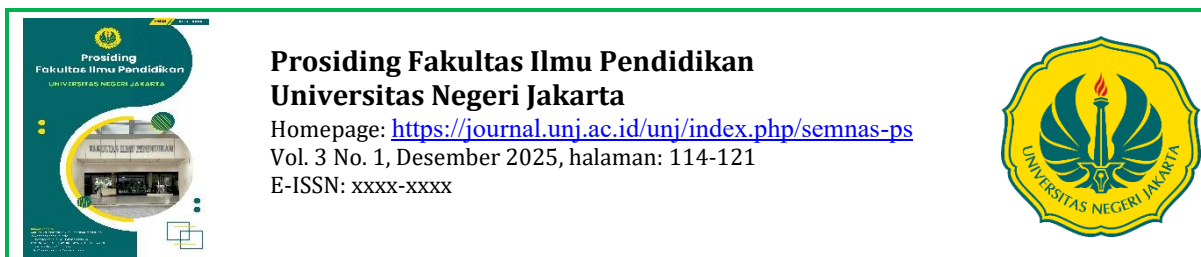 Prosiding
Fakultas Ilmu Pendidikan
UNIVERSITAS NEGERI JAKARTA
FAKULTAS ILMU PENDIDIKAN
Prosiding Fakultas Ilmu Pendidikan
Universitas Negeri Jakarta
Homepage: https://journal.unj.ac.id/unj/index.php/semnas-ps
Vol. 3 No. 1, Desember 2025, halaman: 114-121
E-ISSN: xxxx-xxxx
UNIVERSITAS NEGERI JAKARTA